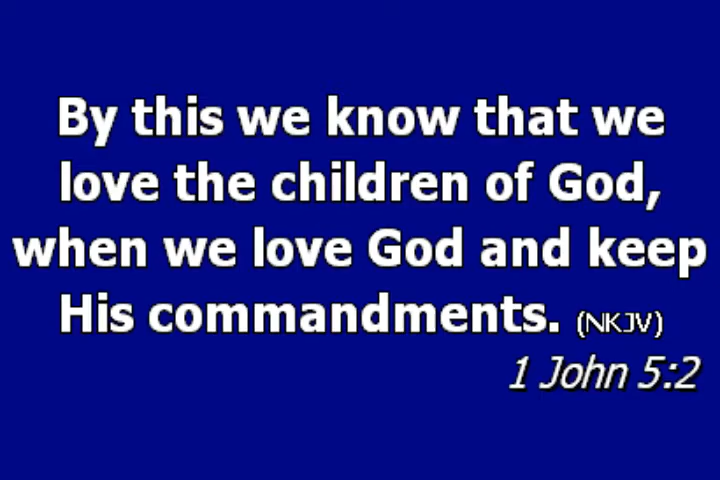 By this we know that we
love the children of God,
when we love God and keep
His commandments. (NKJV)
1 John 5:2